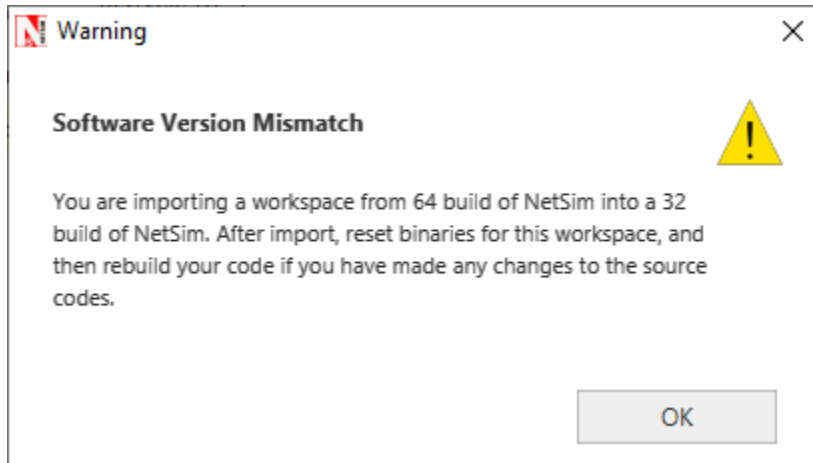 Warning
Software Version Mismatch
You are importing a workspace from 64 build of NetSim into a 32
build of NetSim. After import, reset binaries for this workspace, and
then rebuild your code if you have made any changes to the source
codes.
OK